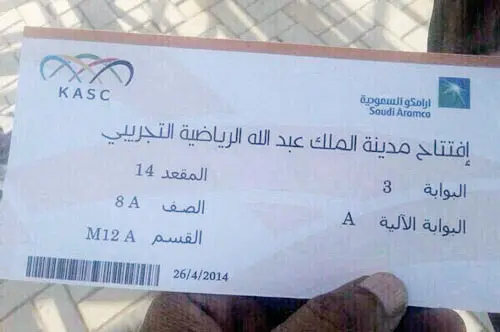 KASC
أرامكو السعودية
Saudi Aramco
إفتتاح مدينة الملك عبد الله الرياضية التجريبي
البوابة 3
المقعد 14
البوابة الآلية A
الصف 8 A
القسم M12 A
26/4/2014